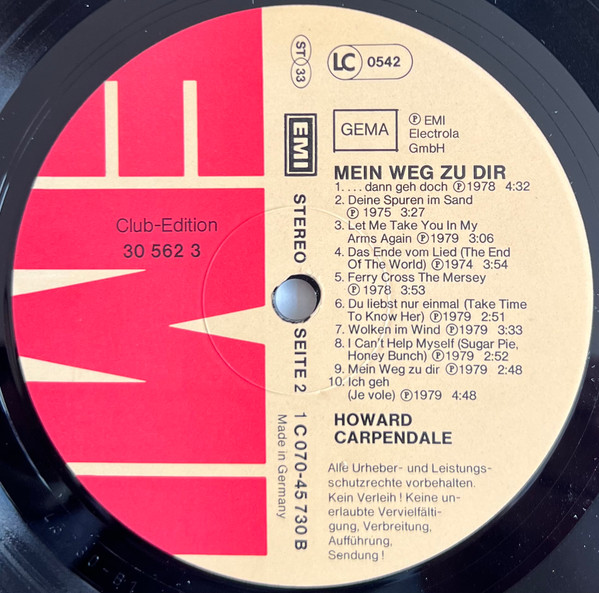 EMI
ST 33
LC 0542
GEMA
℗ EMI
Electrola
GmbH
EMI
MEIN WEG ZU DIR
1. ....dann geh doch ℗ 1978 4:32
2. Deine Spuren im Sand
℗ 1975 3:27
3. Let Me Take You In My
Arms Again ℗ 1979 3:06
4. Das Ende vom Lied (The End
Of The World) ℗ 1974 3:54
5. Ferry Cross The Mersey
℗ 1978 3:53
6. Du liebst nur einmal (Take Time
To Know Her) ℗ 1979 2:51
7. Wolken im Wind ℗ 1979 3:33
8. I Can't Help Myself (Sugar Pie,
Honey Bunch) ℗ 1979 2:52
9. Mein Weg zu dir ℗ 1979 2:48
10. Ich geh
(Je vole) ℗ 1979 4:48
HOWARD
CARPENDALE
Alle Urheber- und Leistungs-
schutzrechte vorbehalten.
Kein Verleih! Keine un-
erlaubte Vervielfälti-
gung, Verbreitung,
Aufführung,
Sendung!
Club-Edition
30 562 3
STEREO SEITE 2 1 C 070-45 730 B
Made in Germany